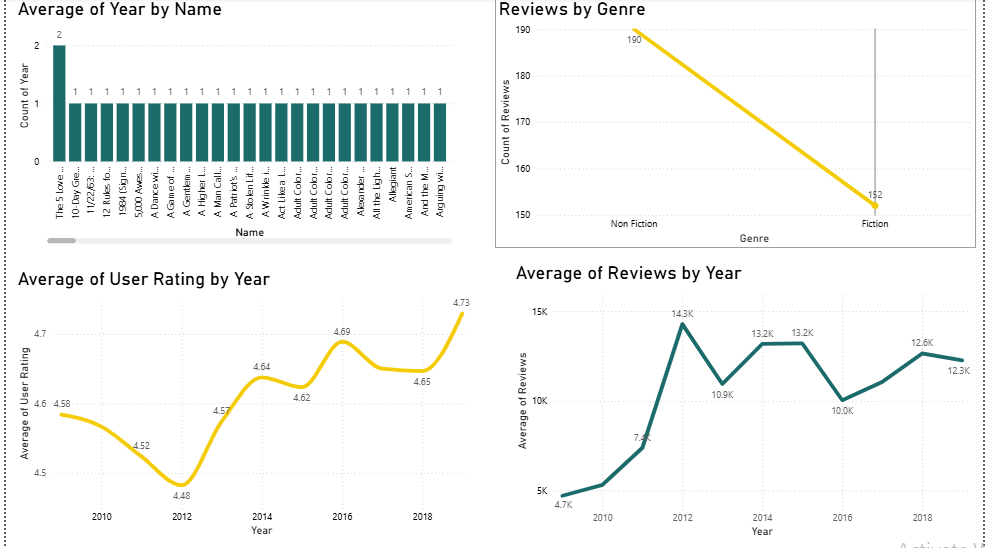 Average of Year by Name
Count of Year
2
1
0
2
1 1 1 1 1 1 1 1 1 1 1 1 1 1 1 1 1 1 1 1 1 1 1 1
The 5 Love ...
10-Day Gre...
11/22/63: ...
12 Rules fo...
1984 (Sign...
5,000 Awes...
A Dance wi...
A Game of ...
A Gentlem...
A Higher L...
A Man Call...
A Patriot's ...
A Stolen Lif...
A Wrinkle i...
Act Like a L...
Adult Color...
Adult Color...
Adult Color...
Adult Color...
Alexander ...
All the Ligh...
Allegiant
American S...
And the M...
Arguing wi...
Name
Reviews by Genre
Count of Reviews
190
180
170
160
150
190
152
Non Fiction
Fiction
Genre
Average of User Rating by Year
Average of User Rating
4.7
4.6
4.5
4.58
4.52
4.48
4.57
4.64
4.62
4.69
4.65
4.73
2010
2012
2014
2016
2018
Year
Average of Reviews by Year
Average of Reviews
15K
10K
5K
4.7K
7.4K
14.3K
10.9K
13.2K
13.2K
10.0K
12.6K
12.3K
2010
2012
2014
2016
2018
Year